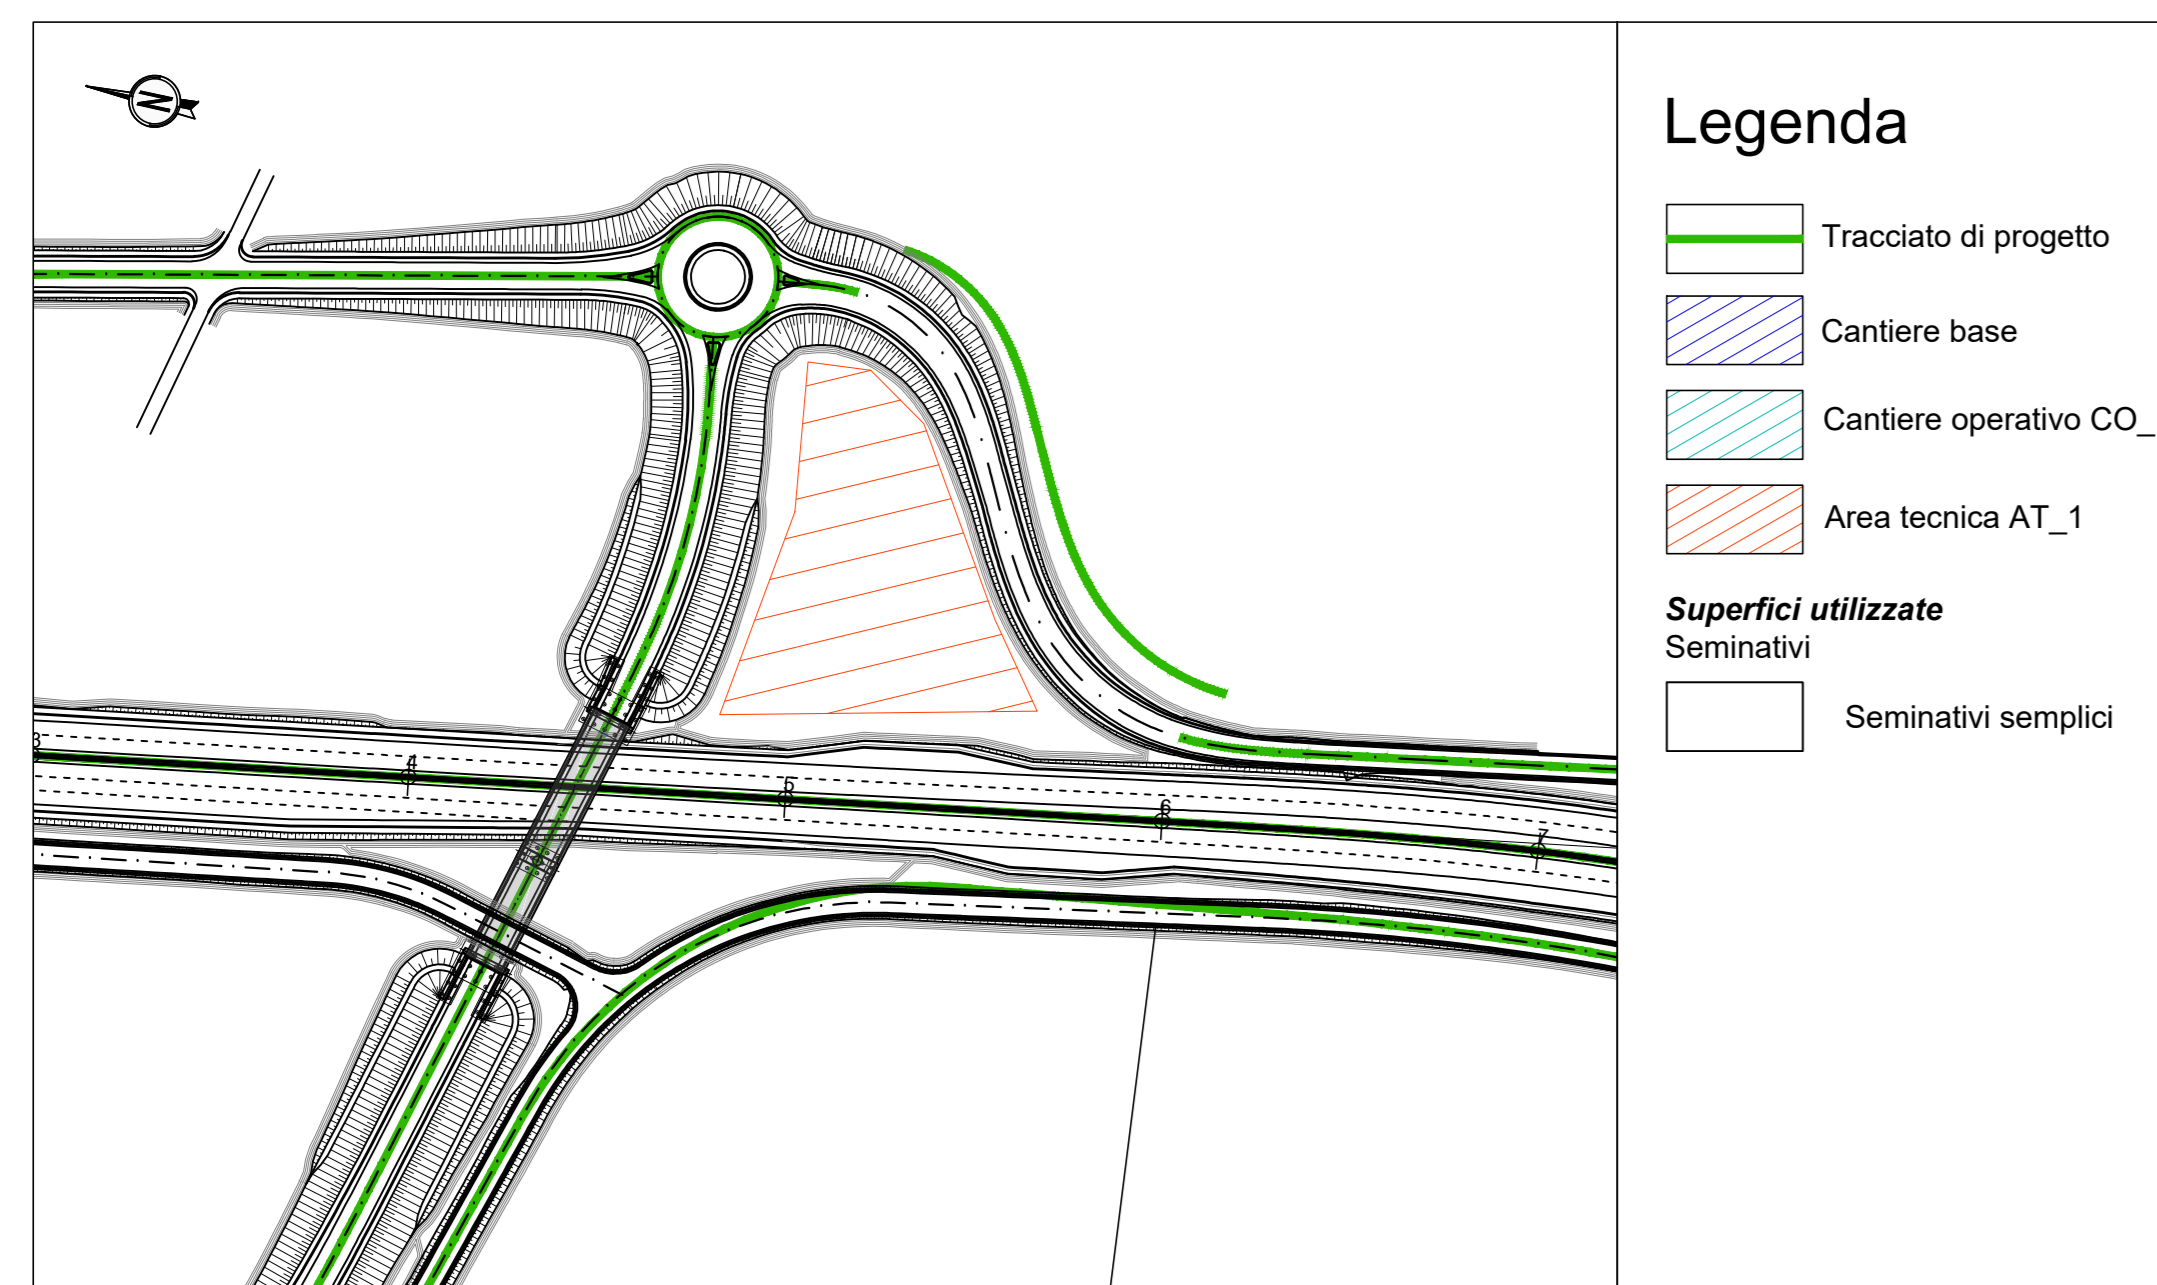 N
Legenda
Tracciato di progetto
Cantiere base
Cantiere operativo CO_
Area tecnica AT_1
Superfici utilizzate
Seminativi
Seminativi semplici
3
4
5
6
7